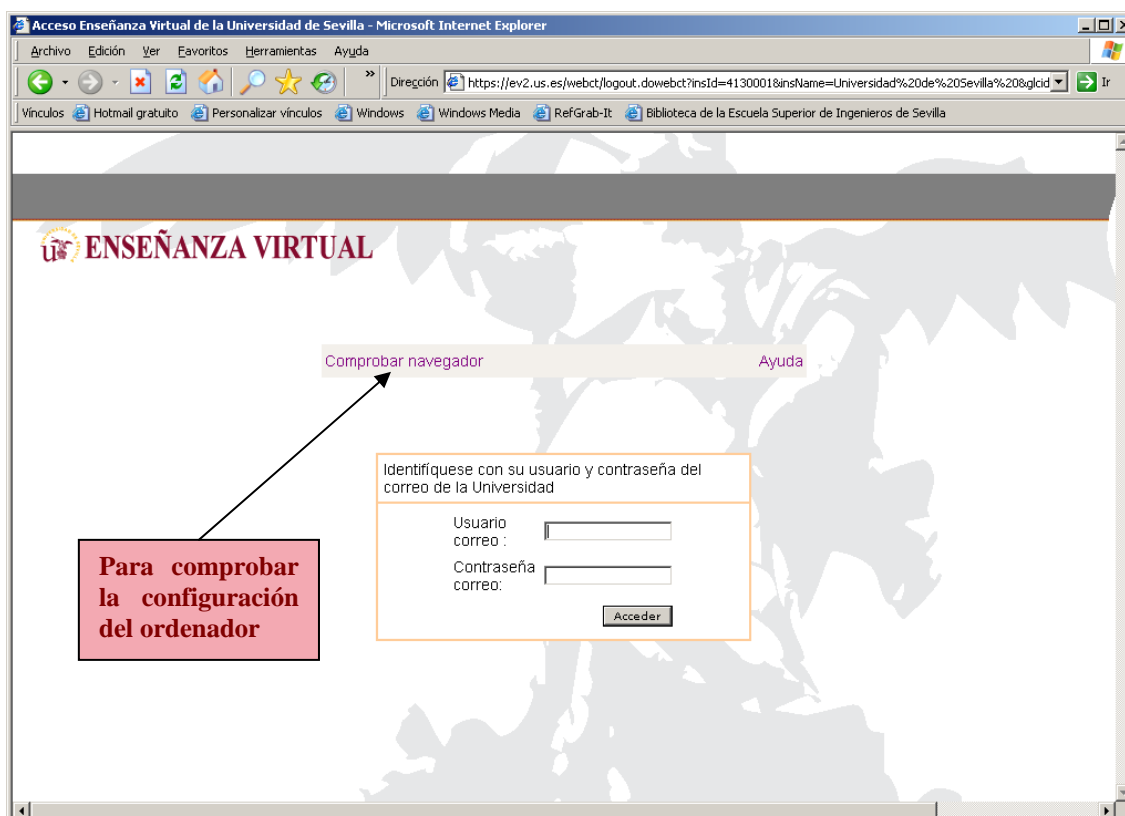 Acceso Enseñanza Virtual de la Universidad de Sevilla - Microsoft Internet Explorer
Archivo Edición Ver Favoritos Herramientas Ayuda
» Dirección https://ev2.us.es/webct/logout.dowebct?insId=4130001&insName=Universidad%20de%20Sevilla%20&glcid Ir
Vínculos Hotmail gratuito Personalizar vínculos Windows Windows Media RefGrab-It Biblioteca de la Escuela Superior de Ingenieros de Sevilla
us ENSEÑANZA VIRTUAL
Comprobar navegador Ayuda
Identifíquese con su usuario y contraseña del
correo de la Universidad
Usuario
correo :
Contraseña
correo:
Acceder
Para comprobar
la configuración
del ordenador